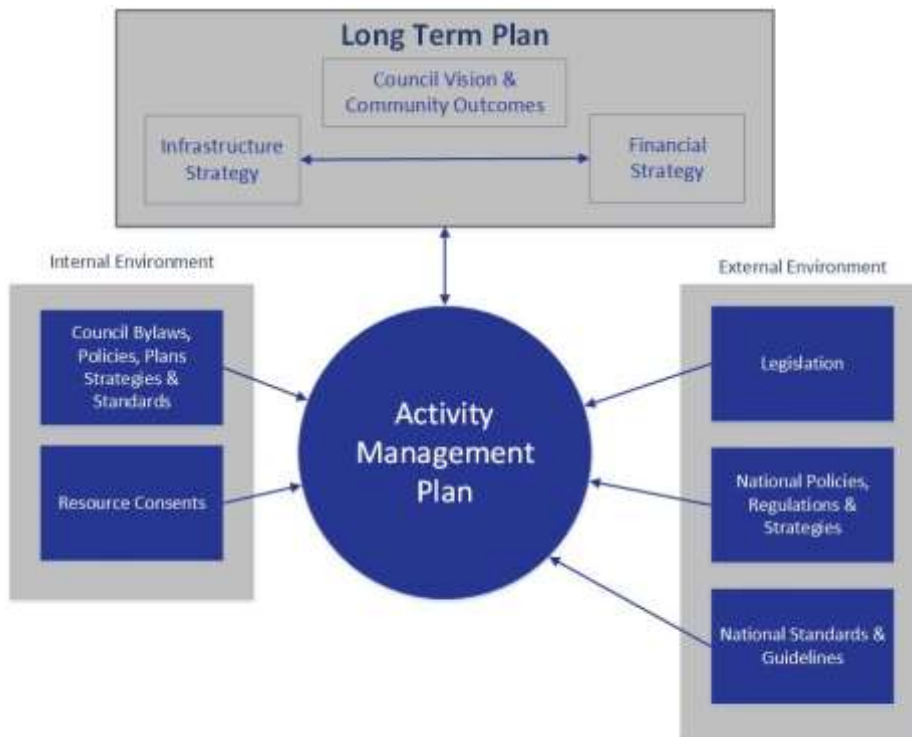 Long Term Plan
Council Vision &
Community Outcomes
Infrastructure
Strategy
Financial
Strategy
Internal Environment
External Environment
Council Bylaws,
Policies, Plans
Strategies &
Standards
Resource Consents
Activity
Management
Plan
Legislation
National Policies,
Regulations &
Strategies
National Standards &
Guidelines